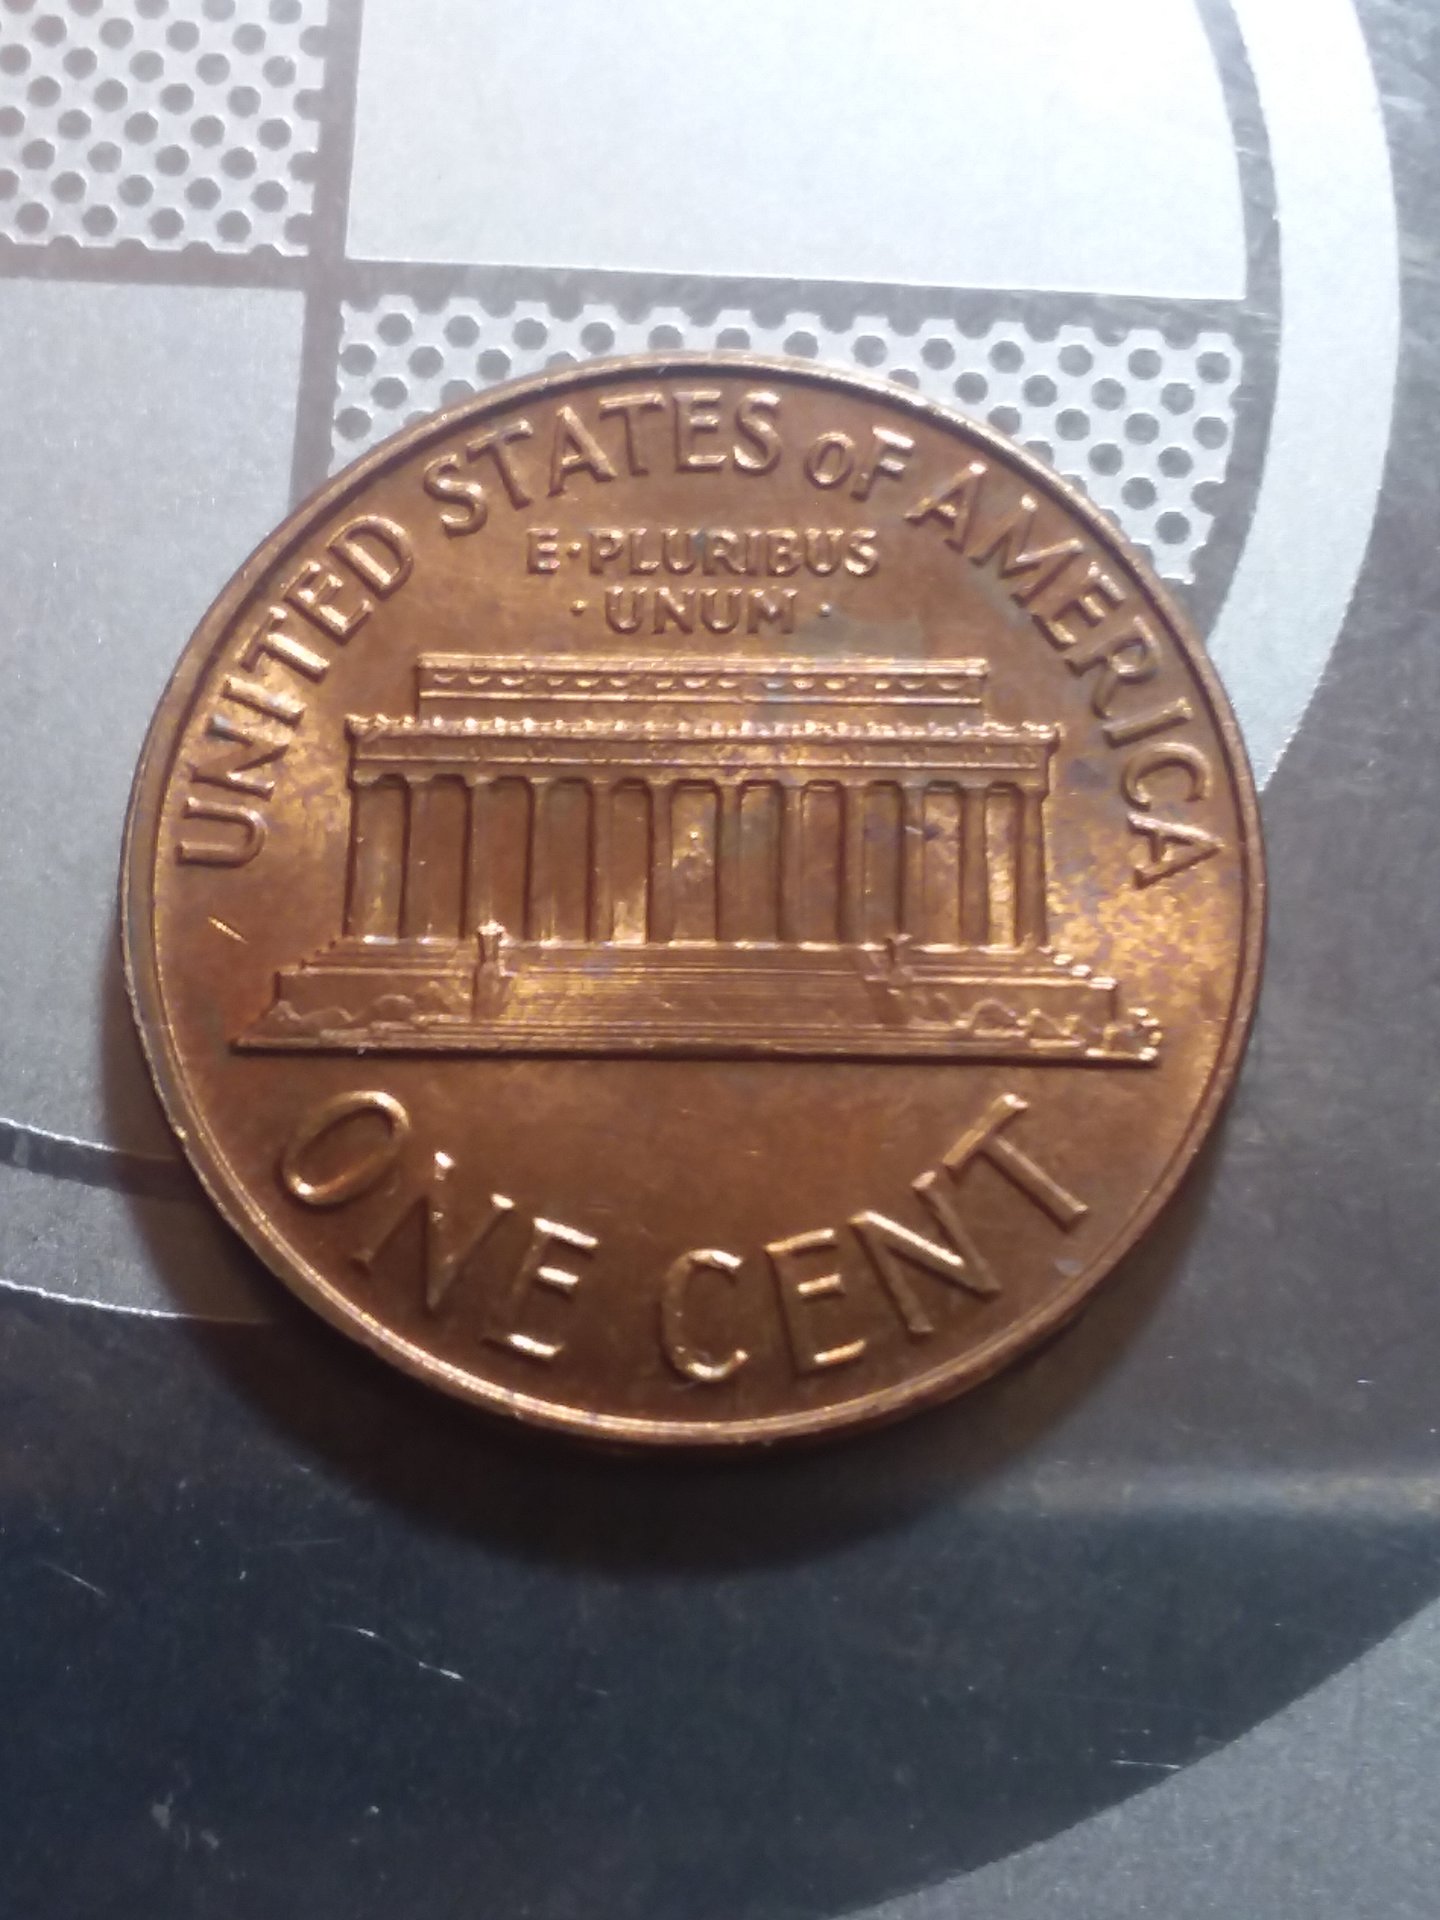 UNITED STATES OF AMERICA
E·PLURIBUS
·UNUM·
ONE CENT